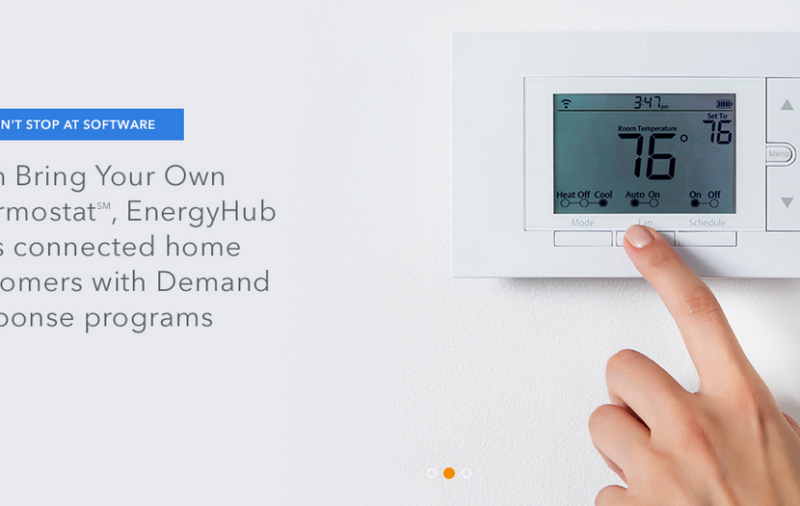 N'T STOP AT SOFTWARE
n Bring Your Own
rmostat℠, EnergyHub
s connected home
omers with Demand
ponse programs
3:47pm
Set To
76
Room Temperature
76°
Heat Off Cool Auto On On Off
Mode Fan Schedule
Menu